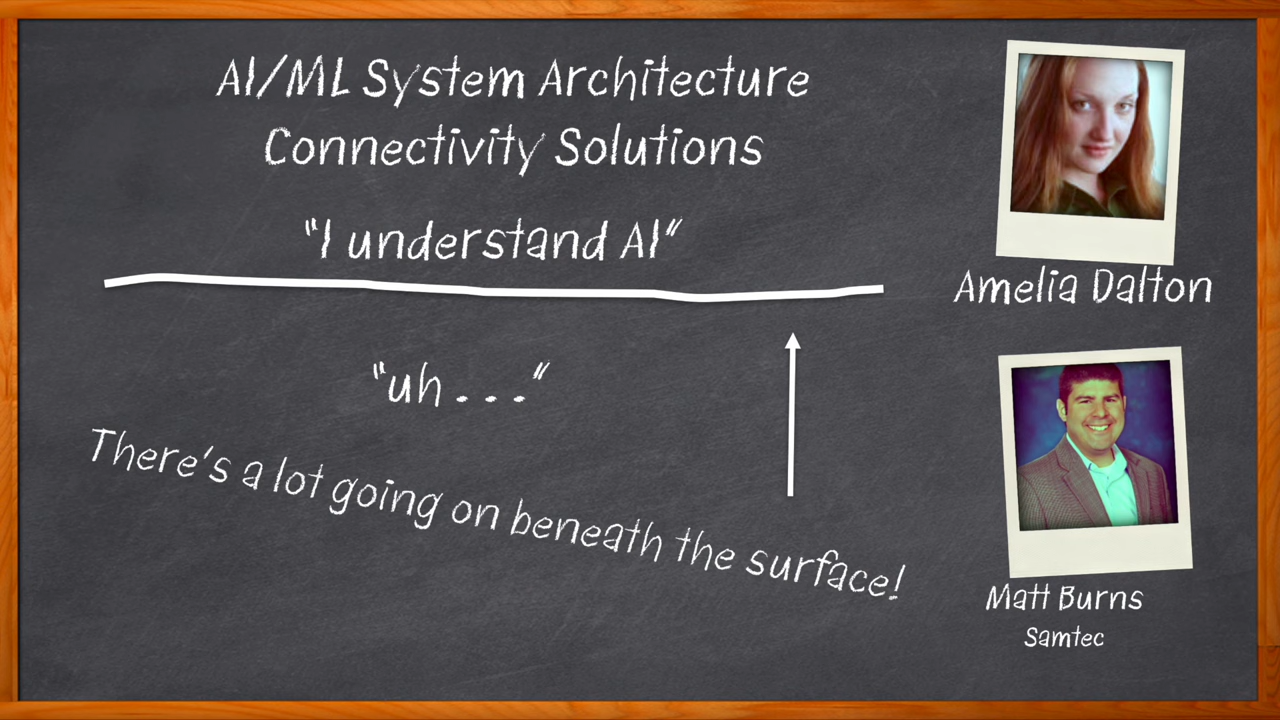 AI/ML System Architecture
Connectivity Solutions
"I understand AI"
"uh . . ."
There's a lot going on beneath the surface!
Amelia Dalton
Matt Burns
Samtec